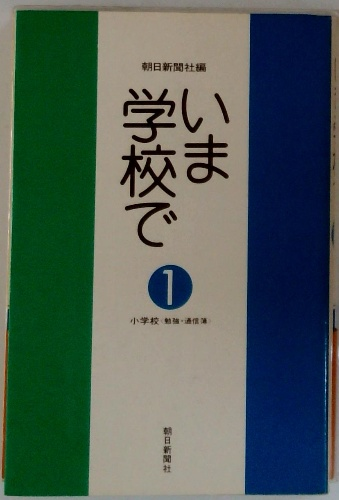 朝日新聞社編
いま
学校で
1
小学校（勉強・通信簿）
朝日新聞社